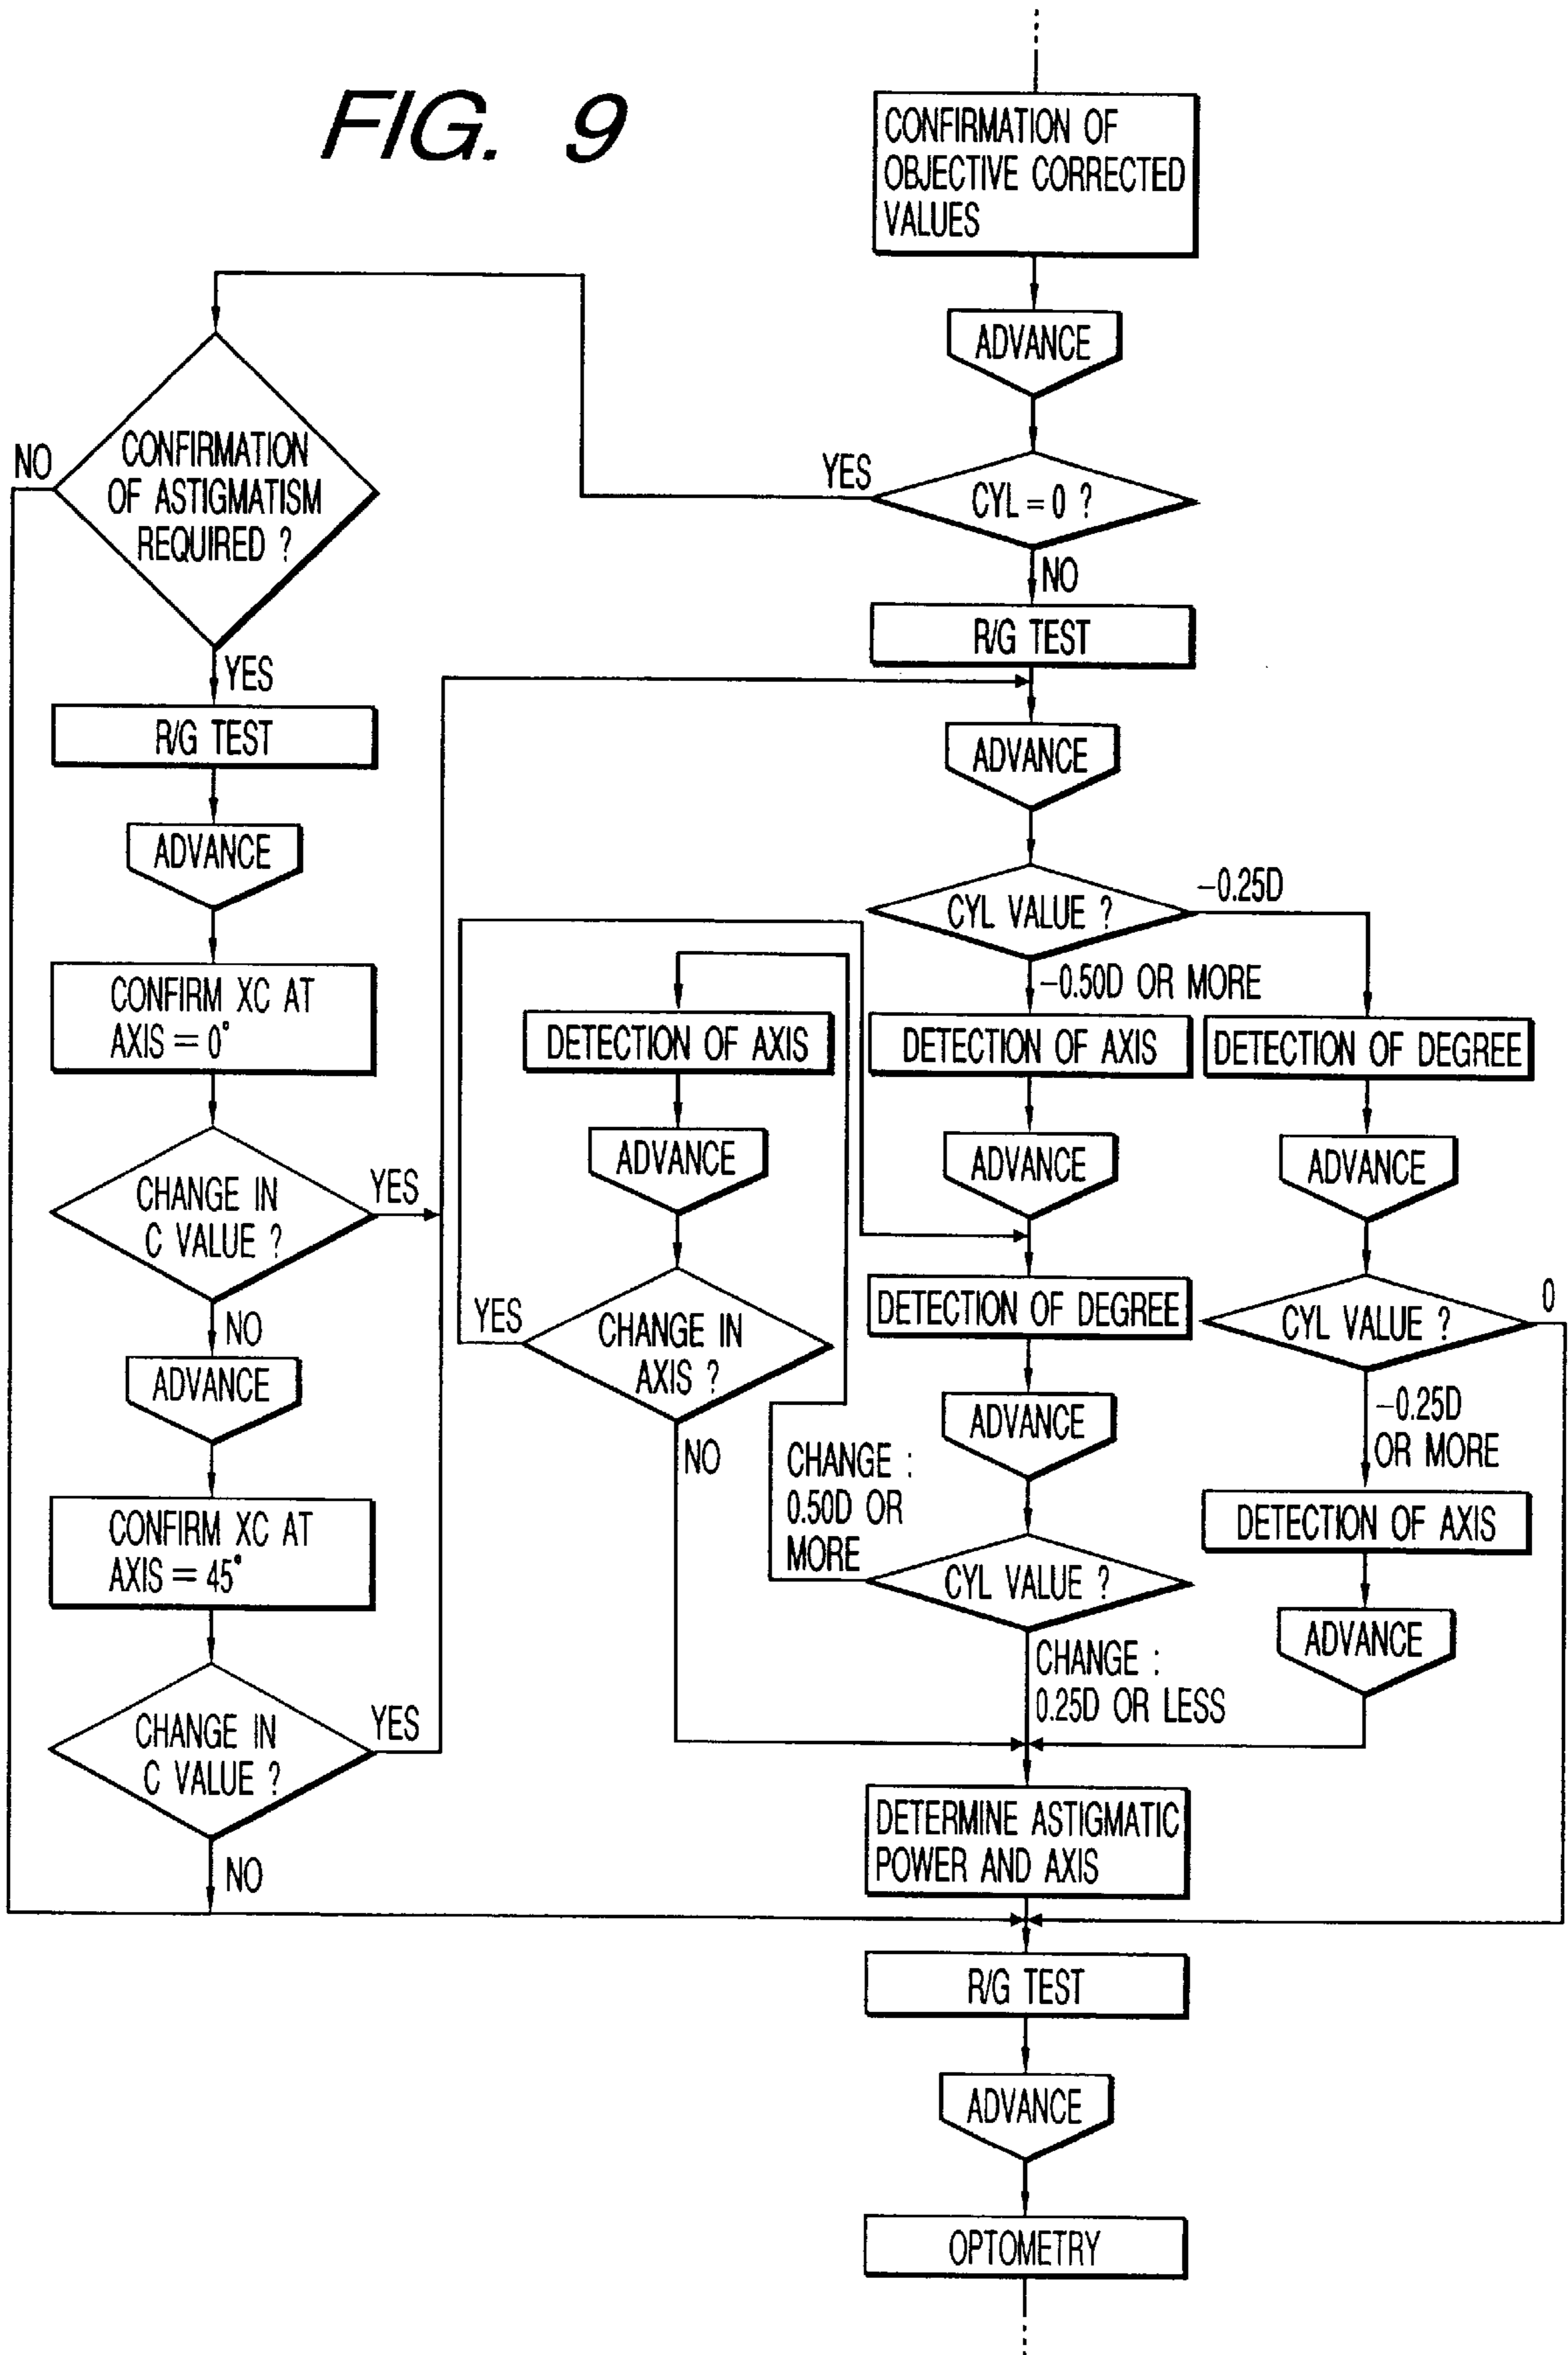 FIG. 9
CONFIRMATION OF
OBJECTIVE CORRECTED
VALUES
ADVANCE
CYL = 0 ?
YES
NO
CONFIRMATION
OF ASTIGMATISM
REQUIRED ?
NO
YES
R/G TEST
ADVANCE
CONFIRM XC AT
AXIS = 0°
CHANGE IN
C VALUE ?
YES
NO
ADVANCE
CONFIRM XC AT
AXIS = 45°
CHANGE IN
C VALUE ?
YES
NO
R/G TEST
ADVANCE
CYL VALUE ?
−0.25D
−0.50D OR MORE
DETECTION OF AXIS
ADVANCE
CHANGE IN
AXIS ?
YES
NO
DETECTION OF AXIS
ADVANCE
DETECTION OF DEGREE
ADVANCE
CYL VALUE ?
CHANGE :
0.50D OR
MORE
CHANGE :
0.25D OR LESS
DETECTION OF DEGREE
ADVANCE
CYL VALUE ?
0
−0.25D
OR MORE
DETECTION OF AXIS
ADVANCE
DETERMINE ASTIGMATIC
POWER AND AXIS
R/G TEST
ADVANCE
OPTOMETRY